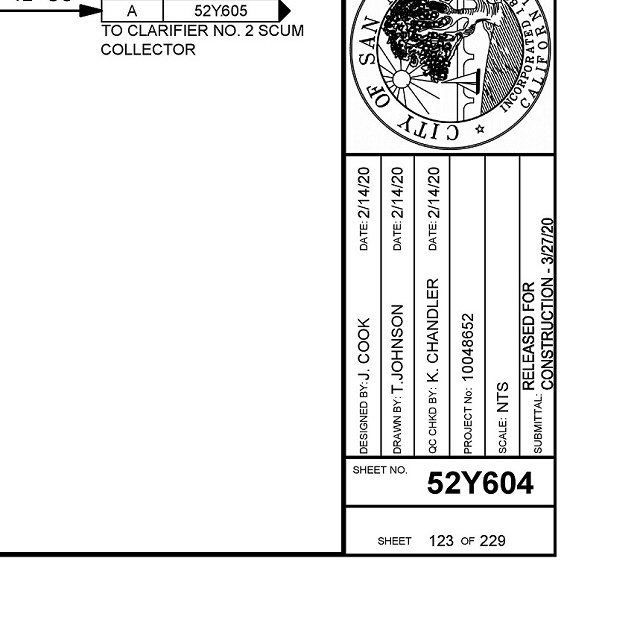 A 52Y605
TO CLARIFIER NO. 2 SCUM
COLLECTOR
CITY OF SAN
INCORPORATED
CALIFORN
DESIGNED BY: J. COOK DATE: 2/14/20
DRAWN BY: T.JOHNSON DATE: 2/14/20
QC CHKD BY: K. CHANDLER DATE: 2/14/20
PROJECT No: 10048652
SCALE: NTS
SUBMITTAL: RELEASED FOR
CONSTRUCTION - 3/27/20
SHEET NO.
52Y604
SHEET 123 OF 229